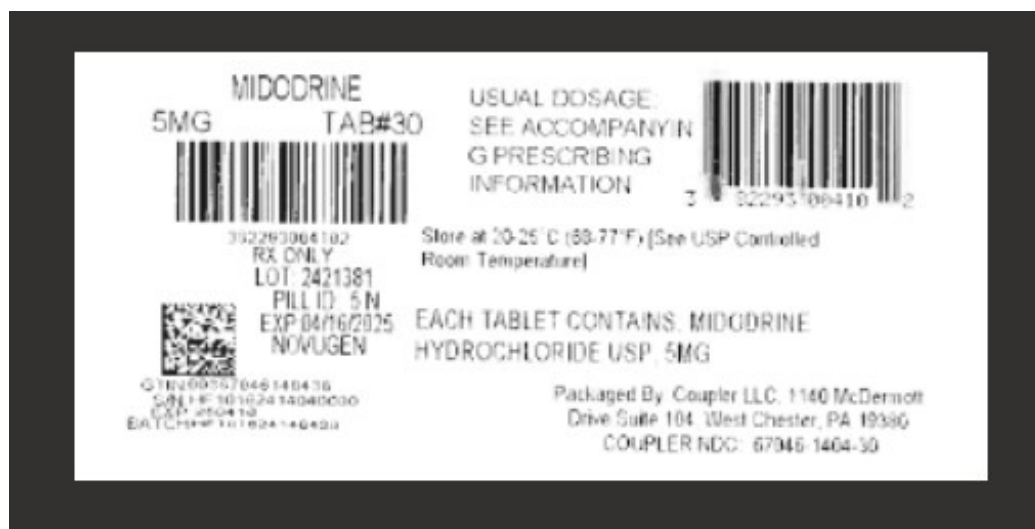 MIDODRINE
5MG TAB#30
RX ONLY
LOT: 2421381
PILL ID: 5 N
EXP 04/16/2025
NOVUGEN
USUAL DOSAGE:
SEE ACCOMPANYIN
G PRESCRIBING
INFORMATION
Store at 20-25°C (68-77°F) [See USP Controlled
Room Temperature]
EACH TABLET CONTAINS: MIDODRINE
HYDROCHLORIDE USP, 5MG
Packaged By: Coupler LLC, 1140 McDermott
Drive Suite 104, West Chester, PA 19380
COUPLER NDC: 67046-1464-30